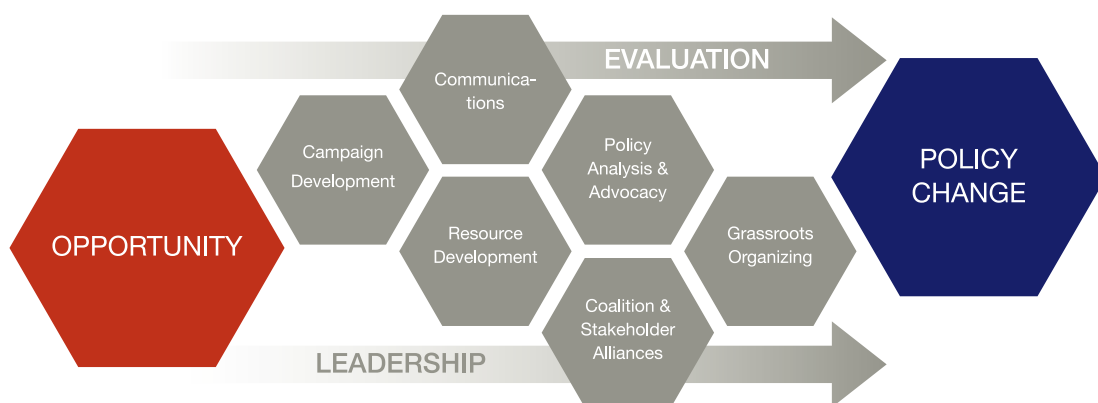 EVALUATION
Communica-
tions
Campaign
Development
Policy
Analysis &
Advocacy
POLICY
CHANGE
OPPORTUNITY
Resource
Development
Grassroots
Organizing
Coalition &
Stakeholder
Alliances
LEADERSHIP